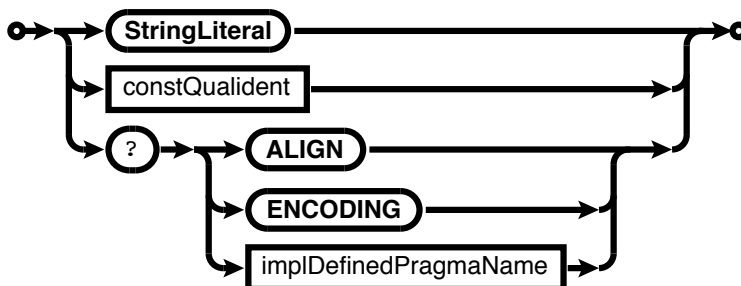 StringLiteral
constQualident
? ALIGN
ENCODING
implDefinedPragmaName